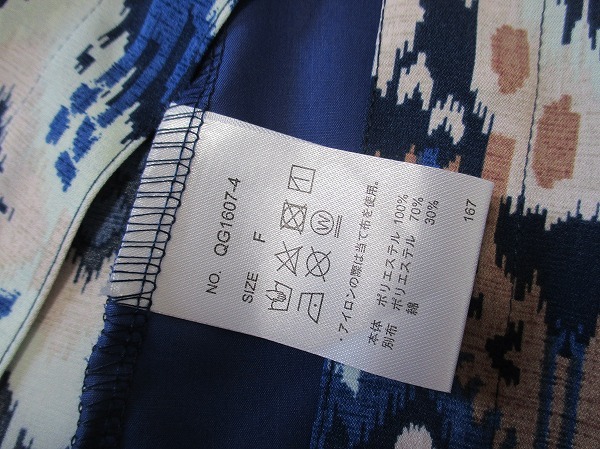 NO. QG1607-4
SIZE F
W
・アイロンの際は当て布を使用。
本体 ポリエステル 100%
別布 ポリエステル 70%
綿 30%
167